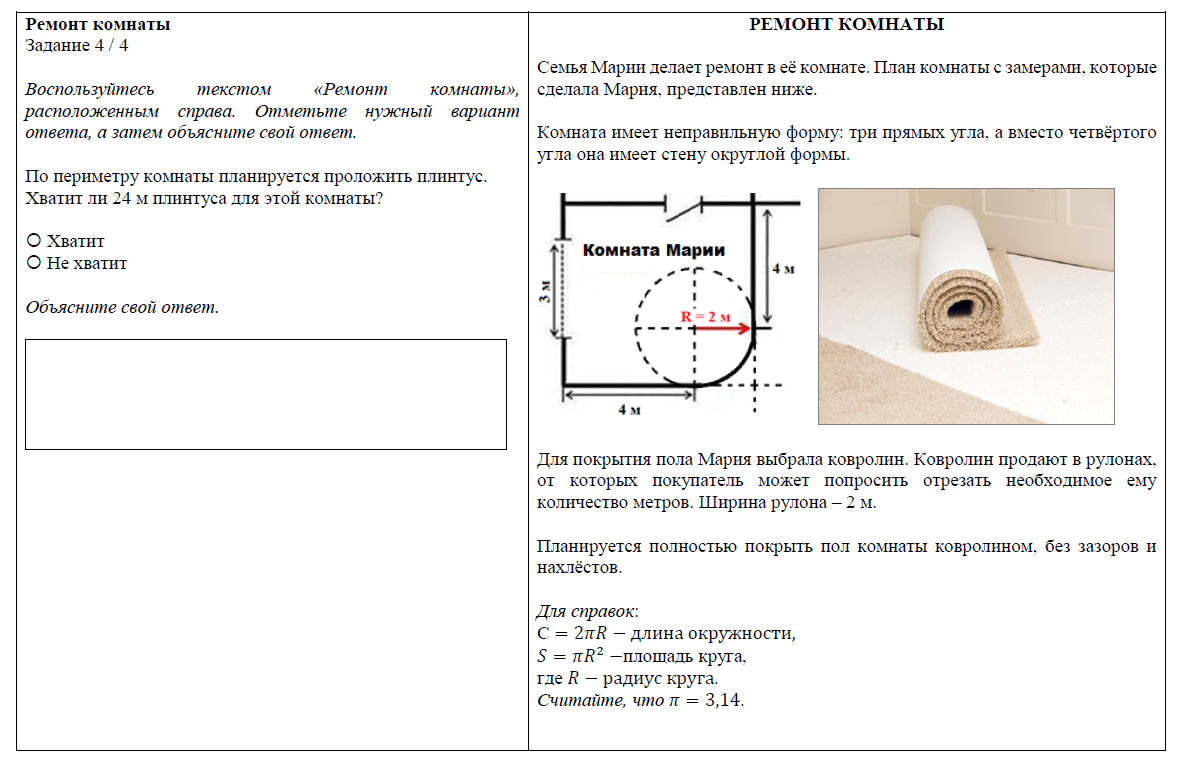 Ремонт комнаты
Задание 4 / 4
Воспользуйтесь текстом «Ремонт комнаты»,
расположенным справа. Отметьте нужный вариант
ответа, а затем объясните свой ответ.
По периметру комнаты планируется проложить плинтус.
Хватит ли 24 м плинтуса для этой комнаты?
Хватит
Не хватит
Объясните свой ответ.
РЕМОНТ КОМНАТЫ
Семья Марии делает ремонт в её комнате. План комнаты с замерами, которые
сделала Мария, представлен ниже.
Комната имеет неправильную форму: три прямых угла, а вместо четвёртого
угла она имеет стену округлой формы.
Комната Марии
4 м
3 м
R = 2 м
4 м
Для покрытия пола Мария выбрала ковролин. Ковролин продают в рулонах,
от которых покупатель может попросить отрезать необходимое ему
количество метров. Ширина рулона – 2 м.
Планируется полностью покрыть пол комнаты ковролином, без зазоров и
нахлёстов.
Для справок:
C = 2πR − длина окружности,
S = πR² −площадь круга,
где R − радиус круга.
Считайте, что π = 3,14.